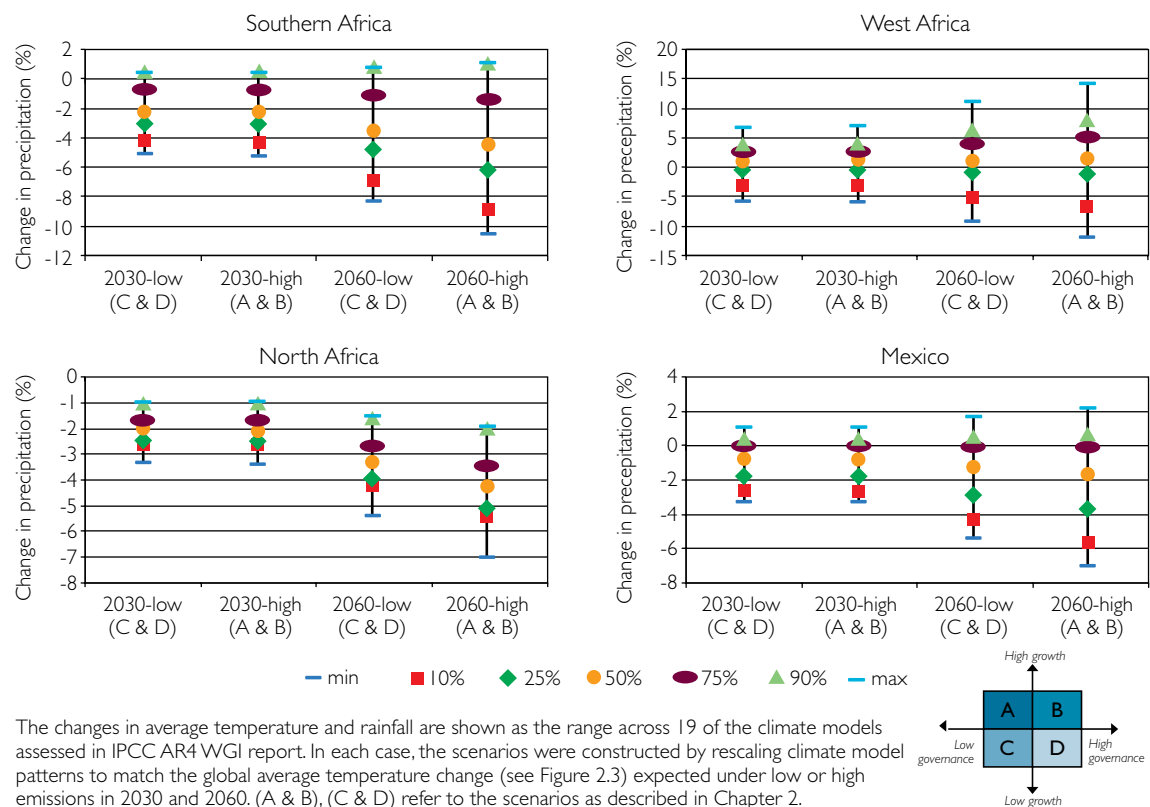 Southern Africa
Change in precipitation (%)
2
0
-2
-4
-6
-8
-10
-12
2030-low
(C & D)
2030-high
(A & B)
2060-low
(C & D)
2060-high
(A & B)
West Africa
Change in precepitation (%)
20
15
10
5
0
-5
-10
-15
2030-low
(C & D)
2030-high
(A & B)
2060-low
(C & D)
2060-high
(A & B)
North Africa
Change in precipitation (%)
0
-1
-2
-3
-4
-5
-6
-7
-8
2030-low
(C & D)
2030-high
(A & B)
2060-low
(C & D)
2060-high
(A & B)
Mexico
Change in precepitation (%)
4
2
0
-2
-4
-6
-8
2030-low
(C & D)
2030-high
(A & B)
2060-low
(C & D)
2060-high
(A & B)
min 10% 25% 50% 75% 90% max
The changes in average temperature and rainfall are shown as the range across 19 of the climate models
assessed in IPCC AR4 WGI report. In each case, the scenarios were constructed by rescaling climate model
patterns to match the global average temperature change (see Figure 2.3) expected under low or high
emissions in 2030 and 2060. (A & B), (C & D) refer to the scenarios as described in Chapter 2.
High growth
A B
Low
governance
C D
High
governance
Low growth